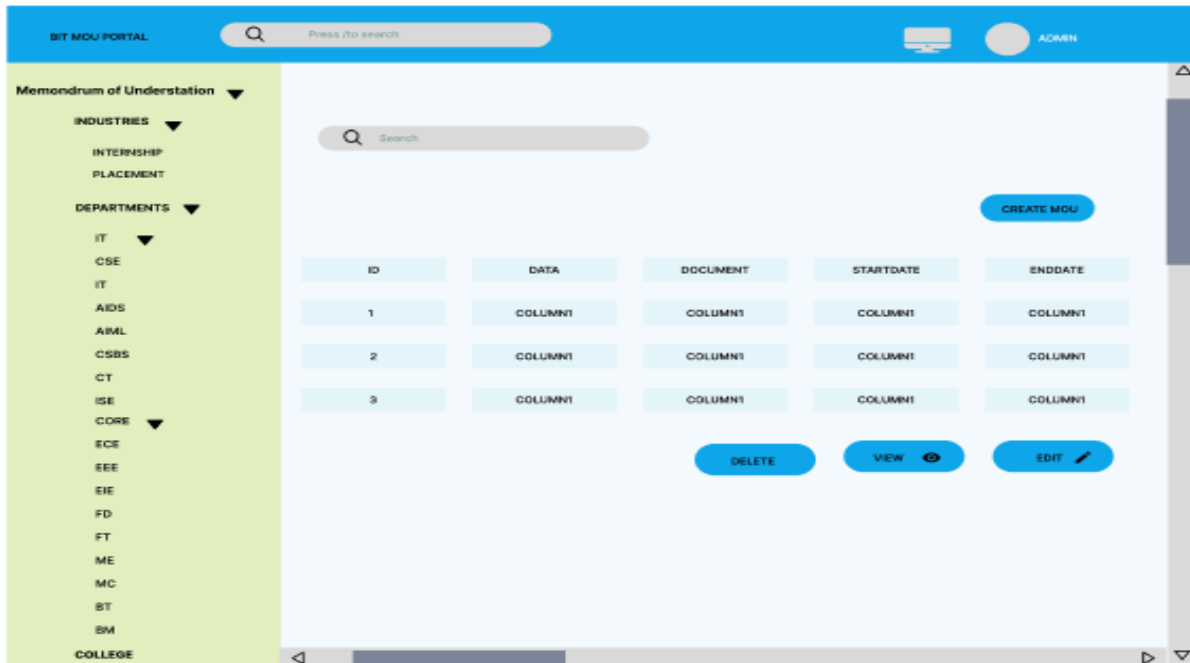 BIT MOU PORTAL
Press /to search
ADMIN
Memondrum of Understation
INDUSTRIES
INTERNSHIP
PLACEMENT
DEPARTMENTS
IT
CSE
IT
AIDS
AIML
CSBS
CT
ISE
CORE
ECE
EEE
EIE
FD
FT
ME
MC
BT
BM
COLLEGE
Search
CREATE MOU
ID DATA DOCUMENT STARTDATE ENDDATE
1 COLUMN1 COLUMN1 COLUMN1 COLUMN1
2 COLUMN1 COLUMN1 COLUMN1 COLUMN1
3 COLUMN1 COLUMN1 COLUMN1 COLUMN1
DELETE VIEW EDIT